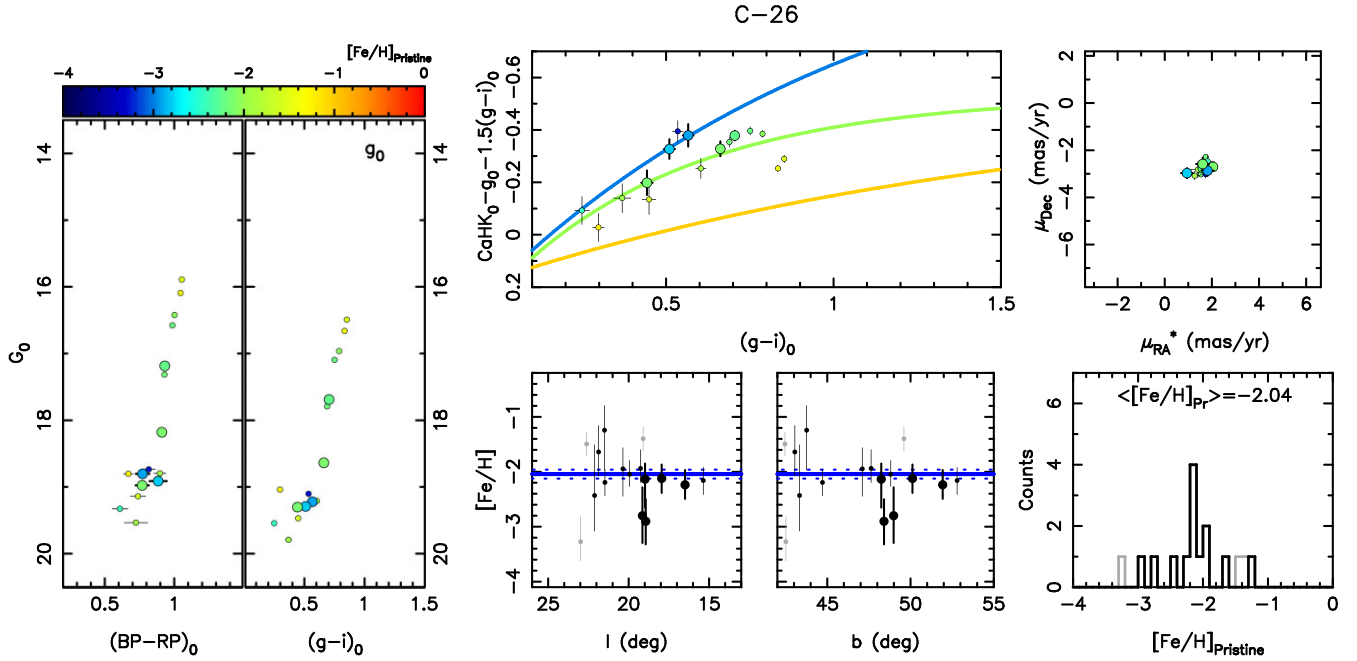 C-26
[Fe/H]Pristine
-4 -3 -2 -1 0
14
16
18
20
G0
0.5 1
(BP-RP)0
g0
14
16
18
20
0.5 1 1.5
(g-i)0
CaHK0-g0-1.5(g-i)0
-0.6
-0.4
-0.2
0
0.2
0.5 1 1.5
(g-i)0
μDec (mas/yr)
2
0
-2
-4
-6
-2 0 2 4 6
μRA* (mas/yr)
[Fe/H]
-1
-2
-3
-4
25 20 15
l (deg)
45 50 55
b (deg)
<[Fe/H]Pr>=-2.04
Counts
6
4
2
0
-4 -3 -2 -1 0
[Fe/H]Pristine